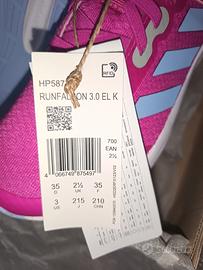 RFID
HP587
RUNFALCON 3.0 EL K
700
EAN
2½
4 066749 875497
35 2½ 35
D UK F
3 215 210
US J CHN
subito